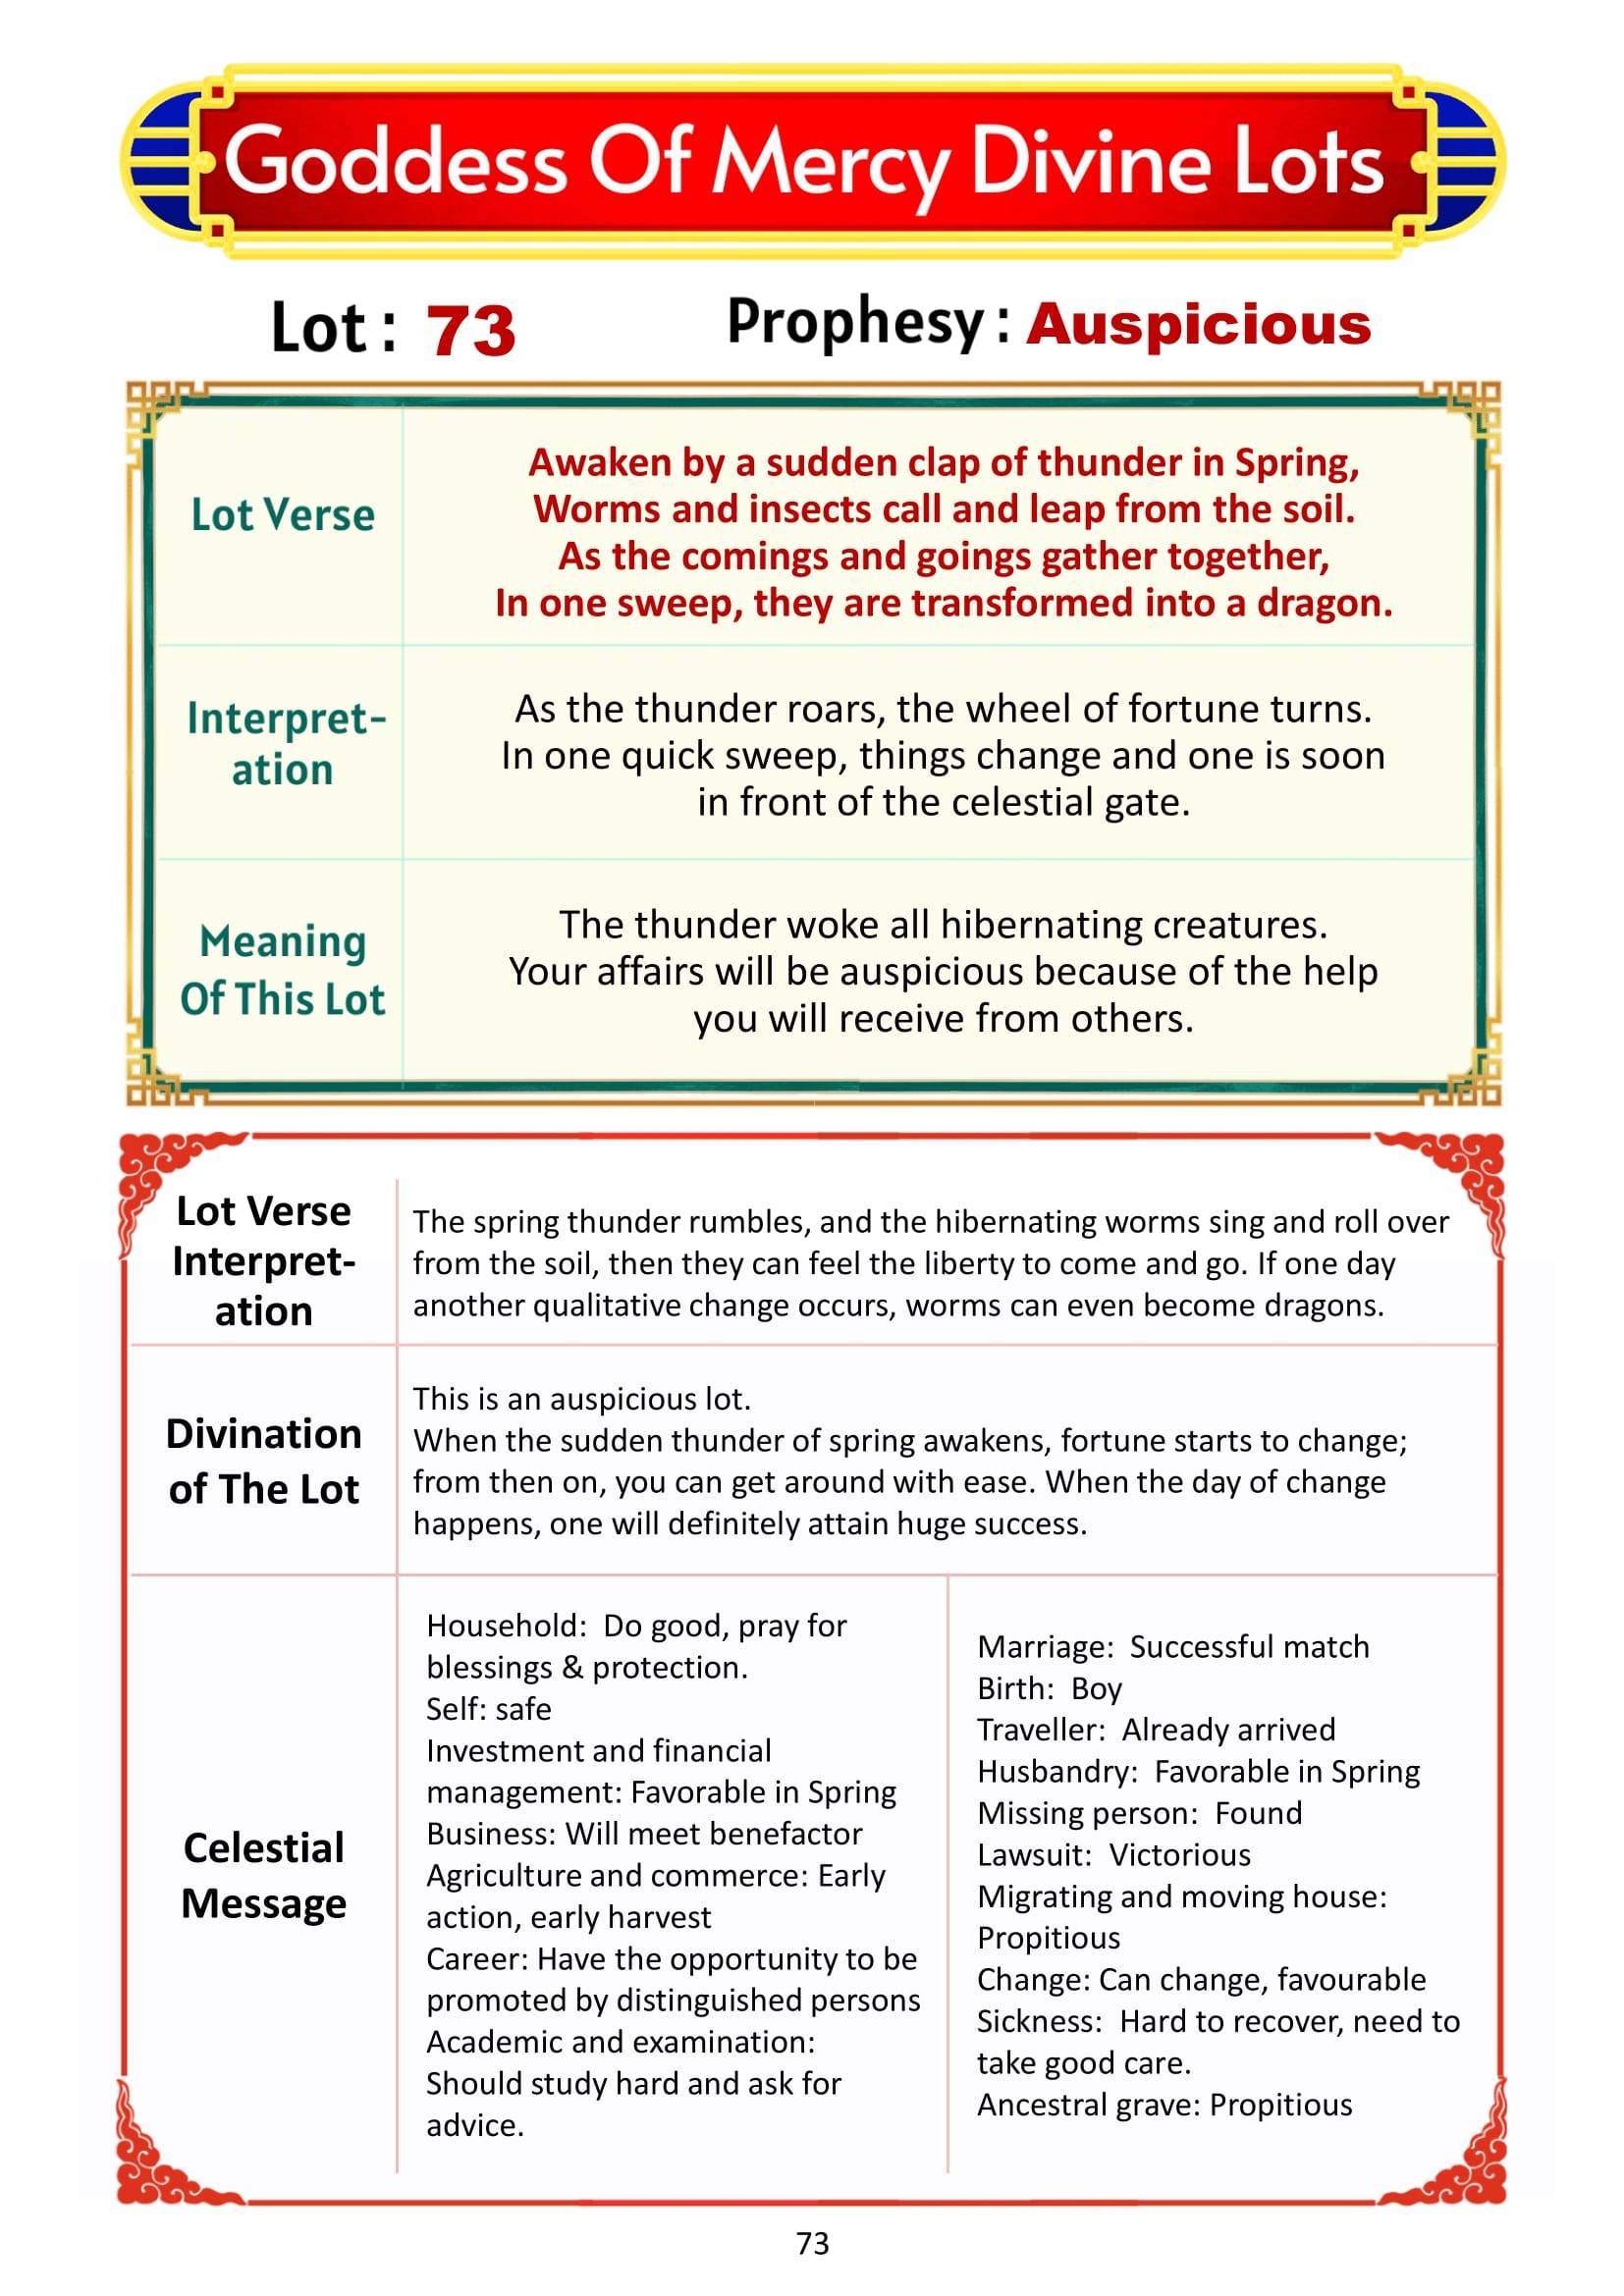 Goddess Of Mercy Divine Lots
Lot : 73
Prophesy : Auspicious
Lot Verse
Awaken by a sudden clap of thunder in Spring,
Worms and insects call and leap from the soil.
As the comings and goings gather together,
In one sweep, they are transformed into a dragon.
Interpret-
ation
As the thunder roars, the wheel of fortune turns.
In one quick sweep, things change and one is soon
in front of the celestial gate.
Meaning
Of This Lot
The thunder woke all hibernating creatures.
Your affairs will be auspicious because of the help
you will receive from others.
Lot Verse
Interpret-
ation
The spring thunder rumbles, and the hibernating worms sing and roll over
from the soil, then they can feel the liberty to come and go. If one day
another qualitative change occurs, worms can even become dragons.
Divination
of The Lot
This is an auspicious lot.
When the sudden thunder of spring awakens, fortune starts to change;
from then on, you can get around with ease. When the day of change
happens, one will definitely attain huge success.
Celestial
Message
Household:  Do good, pray for
blessings & protection.
Self: safe
Investment and financial
management: Favorable in Spring
Business: Will meet benefactor
Agriculture and commerce: Early
action, early harvest
Career: Have the opportunity to be
promoted by distinguished persons
Academic and examination:
Should study hard and ask for
advice.
Marriage:  Successful match
Birth:  Boy
Traveller:  Already arrived
Husbandry:  Favorable in Spring
Missing person:  Found
Lawsuit:  Victorious
Migrating and moving house:
Propitious
Change: Can change, favourable
Sickness:  Hard to recover, need to
take good care.
Ancestral grave: Propitious
73